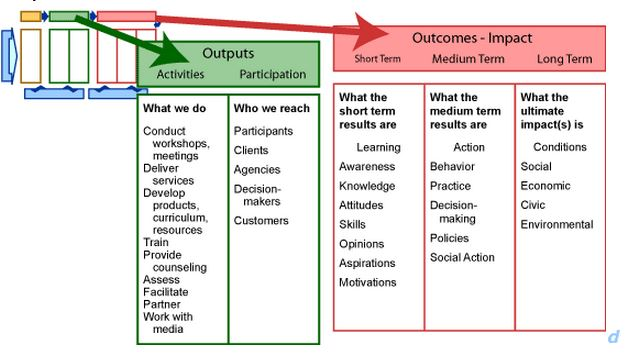 Outputs
Activities
Participation
Outcomes - Impact
Short Term
Medium Term
Long Term
What we do
Conduct
workshops,
meetings
Deliver
services
Develop
products,
curriculum,
resources
Train
Provide
counseling
Assess
Facilitate
Partner
Work with
media
Who we reach
Participants
Clients
Agencies
Decision-
makers
Customers
What the
short term
results are
Learning
Awareness
Knowledge
Attitudes
Skills
Opinions
Aspirations
Motivations
What the
medium term
results are
Action
Behavior
Practice
Decision-
making
Policies
Social Action
What the
ultimate
impact(s) is
Conditions
Social
Economic
Civic
Environmental
d